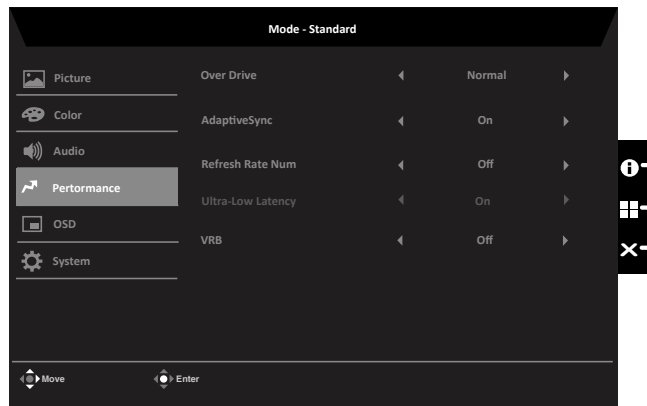 Mode - Standard
Picture
Over Drive Normal
Color
AdaptiveSync On
Audio
Refresh Rate Num Off
Pertormance
Ultra-Low Latency On
OSD
VRB Off
System
Move Enter